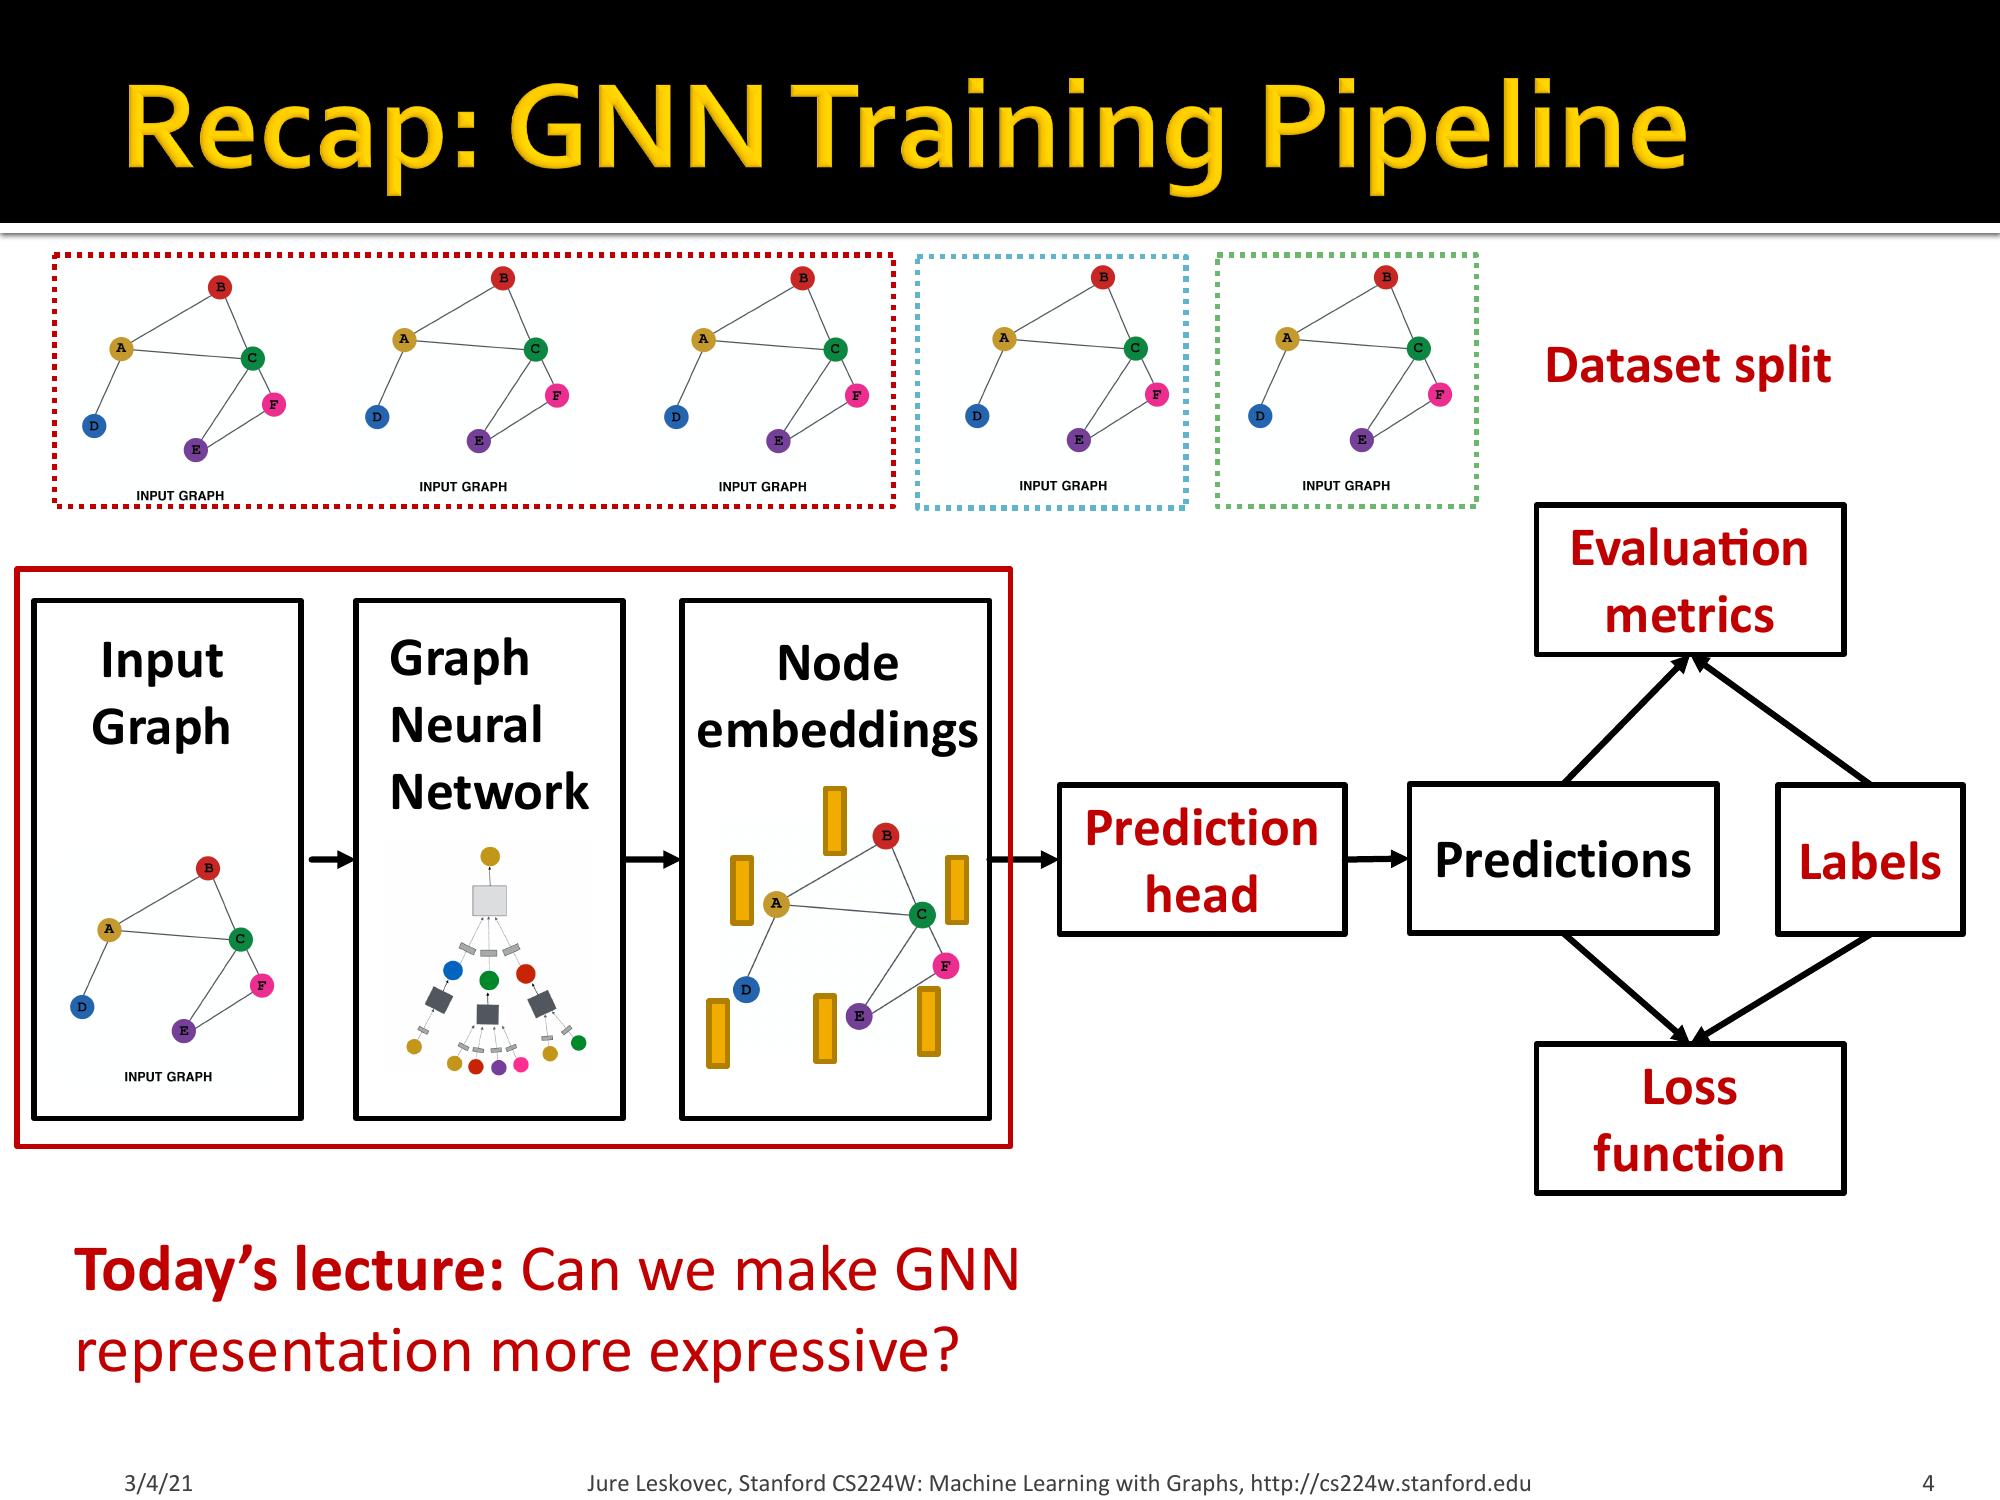 Recap: GNN Training Pipeline
B
A
C
F
D
E
INPUT GRAPH
B
A
C
F
D
E
INPUT GRAPH
B
A
C
F
D
E
INPUT GRAPH
B
A
C
F
D
E
INPUT GRAPH
B
A
C
F
D
E
INPUT GRAPH
Dataset split
Input
Graph
B
A
C
F
D
E
INPUT GRAPH
Graph
Neural
Network
Node
embeddings
B
A
C
F
D
E
Prediction
head
Predictions
Labels
Evaluation
metrics
Loss
function
Today's lecture: Can we make GNN
representation more expressive?
3/4/21
Jure Leskovec, Stanford CS224W: Machine Learning with Graphs, http://cs224w.stanford.edu
4